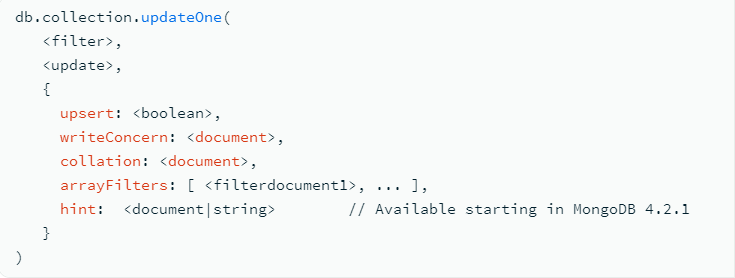 db.collection.updateOne(
   <filter>,
   <update>,
   {
     upsert: <boolean>,
     writeConcern: <document>,
     collation: <document>,
     arrayFilters: [ <filterdocument1>, ... ],
     hint:  <document|string>        // Available starting in MongoDB 4.2.1
   }
)